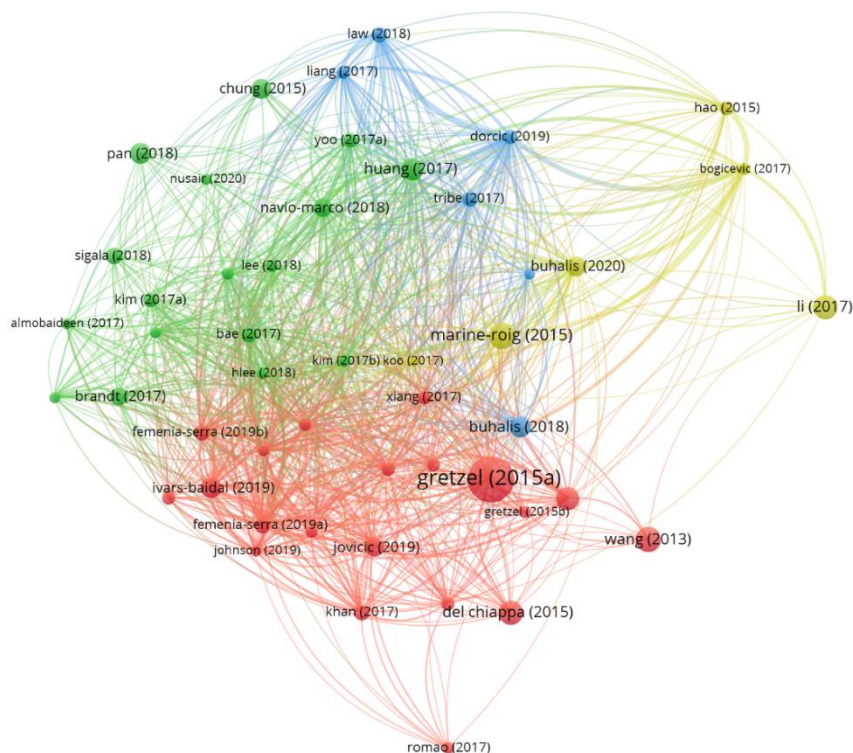 law (2018)
liang (2017)
chung (2015)
hao (2015)
yoo (2017a)
dorcic (2019)
pan (2018)
huang (2017)
bogicevic (2017)
nusair (2020)
tribe (2017)
navio-marco (2018)
sigala (2018)
lee (2018)
buhalis (2020)
kim (2017a)
li (2017)
almobaideen (2017)
bae (2017)
marine-roig (2015)
kim (2017b)
koo (2017)
hlee (2018)
brandt (2017)
xiang (2017)
femenia-serra (2019b)
buhalis (2018)
gretzel (2015a)
ivars-baidal (2019)
gretzel (2015b)
femenia-serra (2019a)
wang (2013)
johnson (2019)
jovicic (2019)
khan (2017)
del chiappa (2015)
romao (2017)